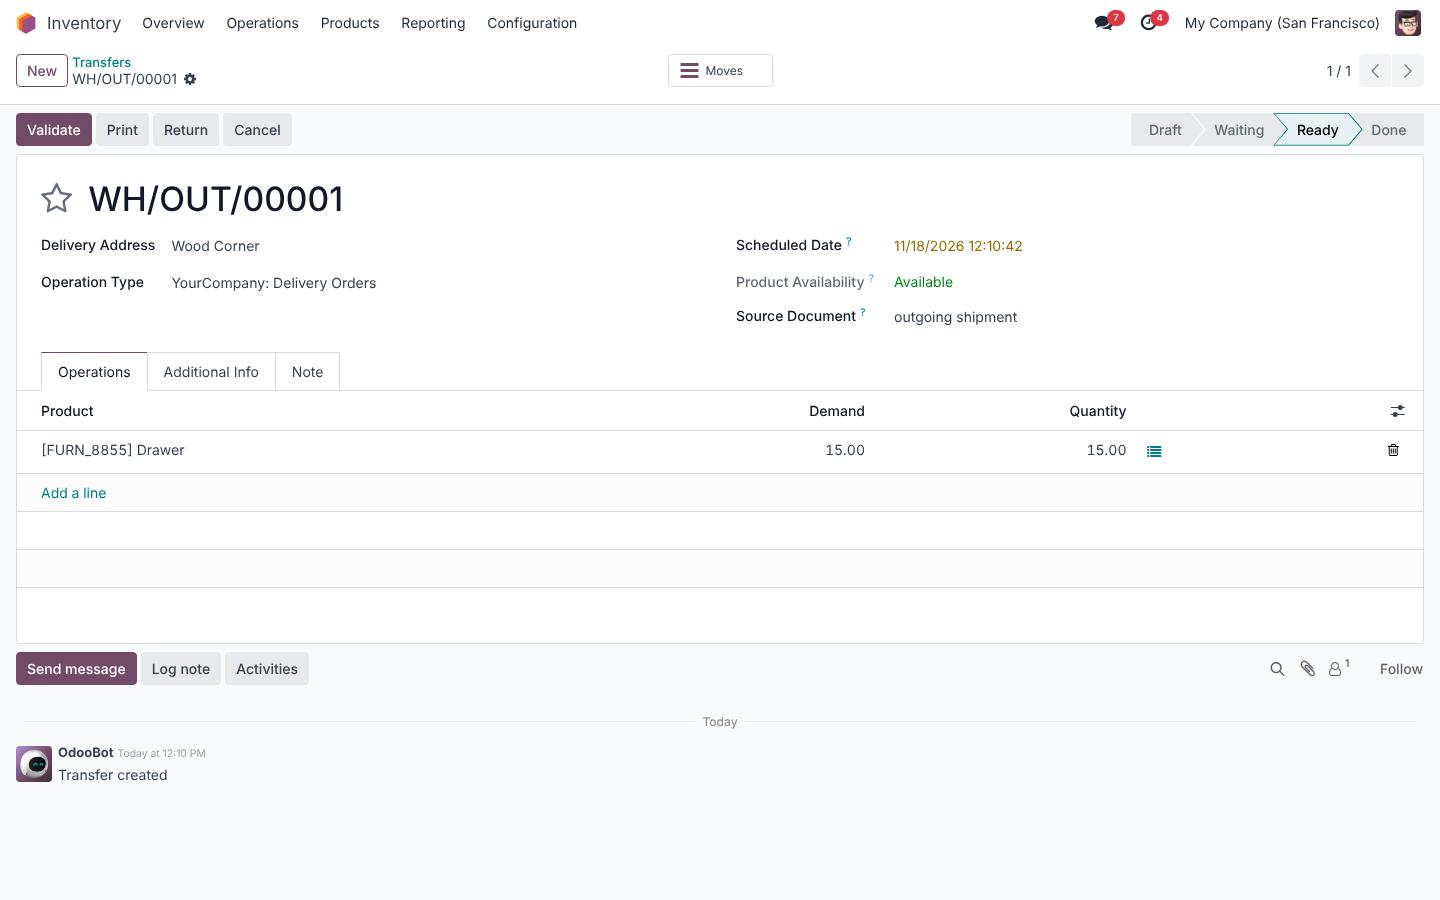 Inventory Overview Operations Products Reporting Configuration 7 4 My Company (San Francisco)
New Transfers
WH/OUT/00001
Moves
1 / 1
Validate Print Return Cancel Draft Waiting Ready Done
WH/OUT/00001
Delivery Address Wood Corner Scheduled Date ? 11/18/2026 12:10:42
Operation Type YourCompany: Delivery Orders Product Availability ? Available
Source Document ? outgoing shipment
Operations Additional Info Note
Product Demand Quantity
[FURN_8855] Drawer 15.00 15.00
Add a line
Send message Log note Activities 1 Follow
Today
OdooBot Today at 12:10 PM
Transfer created